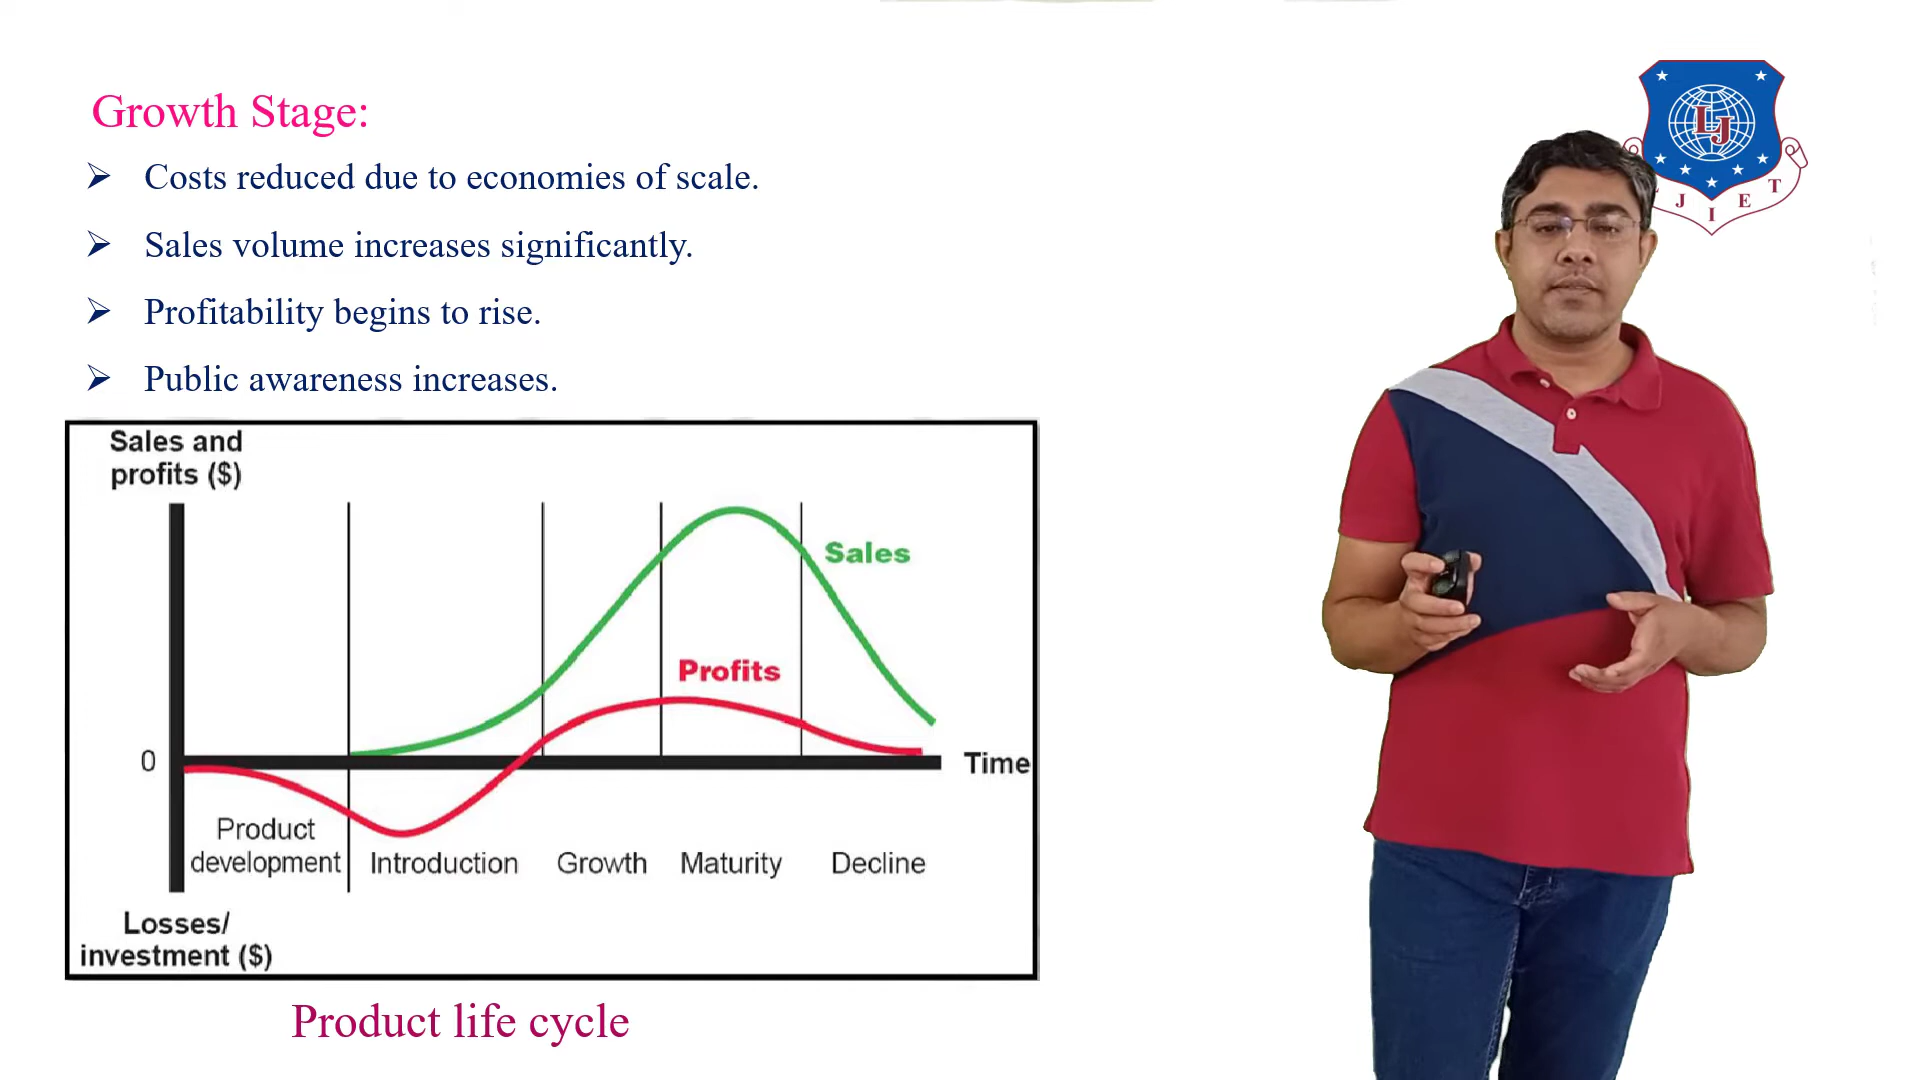 Growth Stage:
➢ Costs reduced due to economies of scale.
➢ Sales volume increases significantly.
➢ Profitability begins to rise.
➢ Public awareness increases.
Sales and
profits ($)
Sales
Profits
0
Time
Product
development
Introduction
Growth
Maturity
Decline
Losses/
investment ($)
Product life cycle
LJ
J I E T